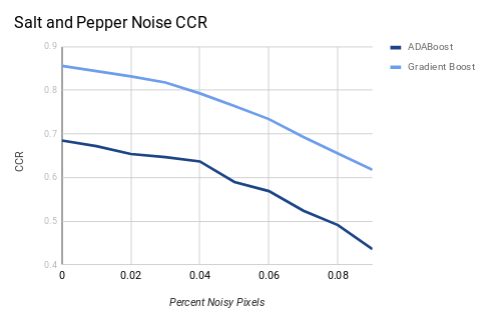 Salt and Pepper Noise CCR
ADABoost
Gradient Boost
0.9
0.8
0.7
0.6
0.5
0.4
CCR
0 0.02 0.04 0.06 0.08
Percent Noisy Pixels